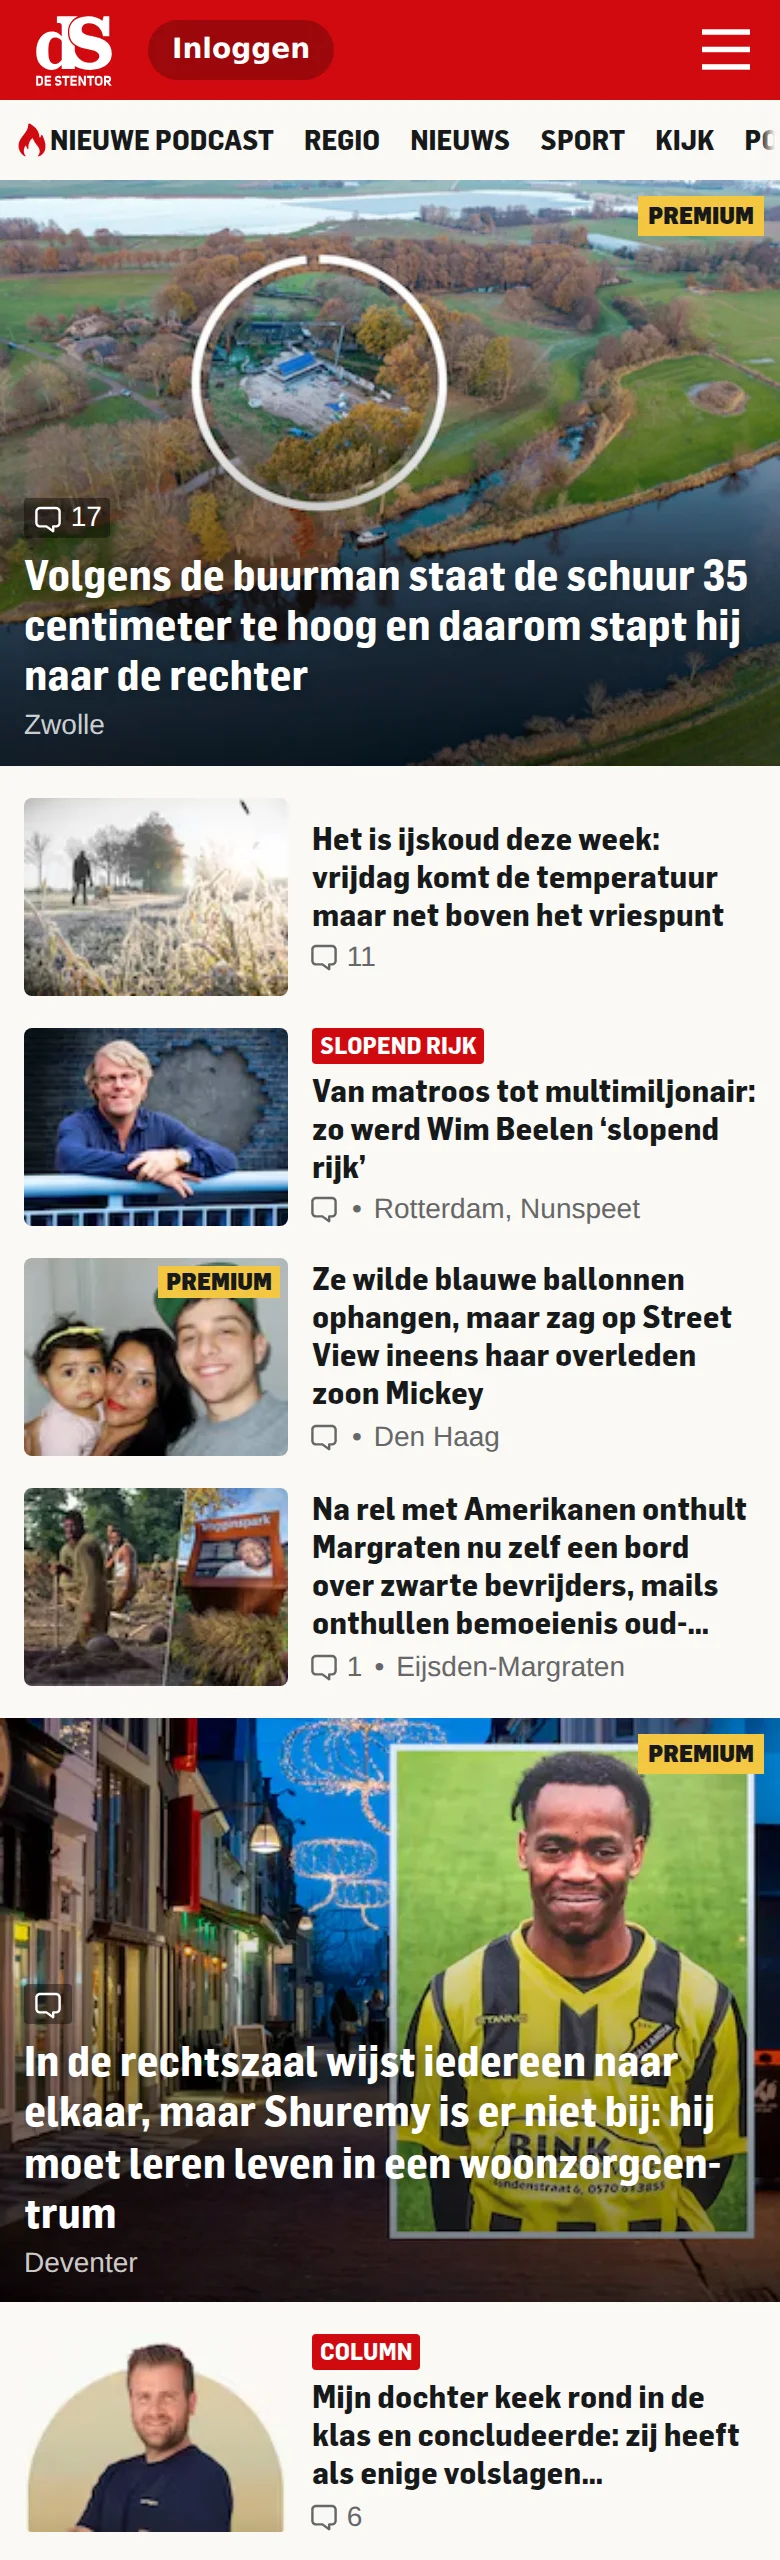 dS
DE STENTOR
Inloggen
NIEUWE PODCAST REGIO NIEUWS SPORT KIJK
PREMIUM
17
Volgens de buurman staat de schuur 35
centimeter te hoog en daarom stapt hij
naar de rechter
Zwolle
Het is ijskoud deze week:
vrijdag komt de temperatuur
maar net boven het vriespunt
11
SLOPEND RIJK
Van matroos tot multimiljonair:
zo werd Wim Beelen ‘slopend
rijk’
• Rotterdam, Nunspeet
PREMIUM
Ze wilde blauwe ballonnen
ophangen, maar zag op Street
View ineens haar overleden
zoon Mickey
• Den Haag
Na rel met Amerikanen onthult
Margraten nu zelf een bord
over zwarte bevrijders, mails
onthullen bemoeienis oud-...
1 • Eijsden-Margraten
PREMIUM
STANNO
RINK
In de rechtszaal wijst iedereen naar
elkaar, maar Shuremy is er niet bij: hij
moet leren leven in een woonzorgcen-
trum
Deventer
COLUMN
Mijn dochter keek rond in de
klas en concludeerde: zij heeft
als enige volslagen...
6